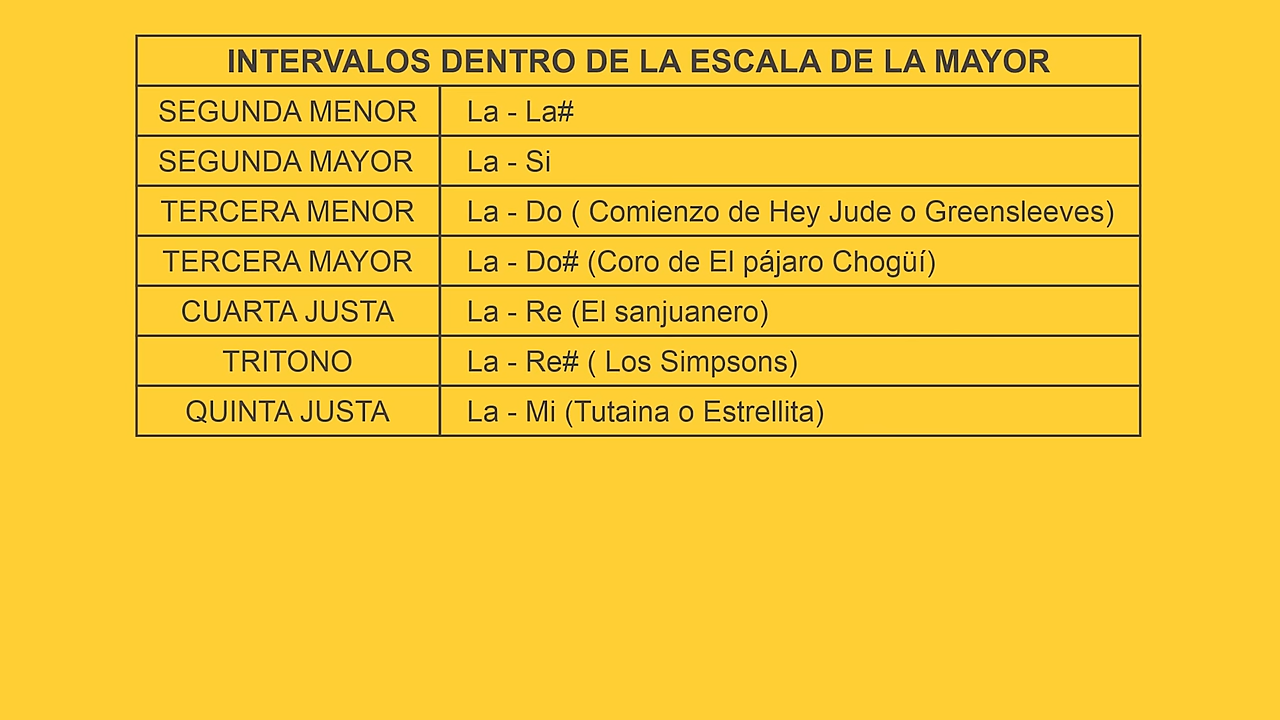 INTERVALOS DENTRO DE LA ESCALA DE LA MAYOR
SEGUNDA MENOR La - La#
SEGUNDA MAYOR La - Si
TERCERA MENOR La - Do ( Comienzo de Hey Jude o Greensleeves)
TERCERA MAYOR La - Do# (Coro de El pájaro Chogüí)
CUARTA JUSTA La - Re (El sanjuanero)
TRITONO La - Re# ( Los Simpsons)
QUINTA JUSTA La - Mi (Tutaina o Estrellita)